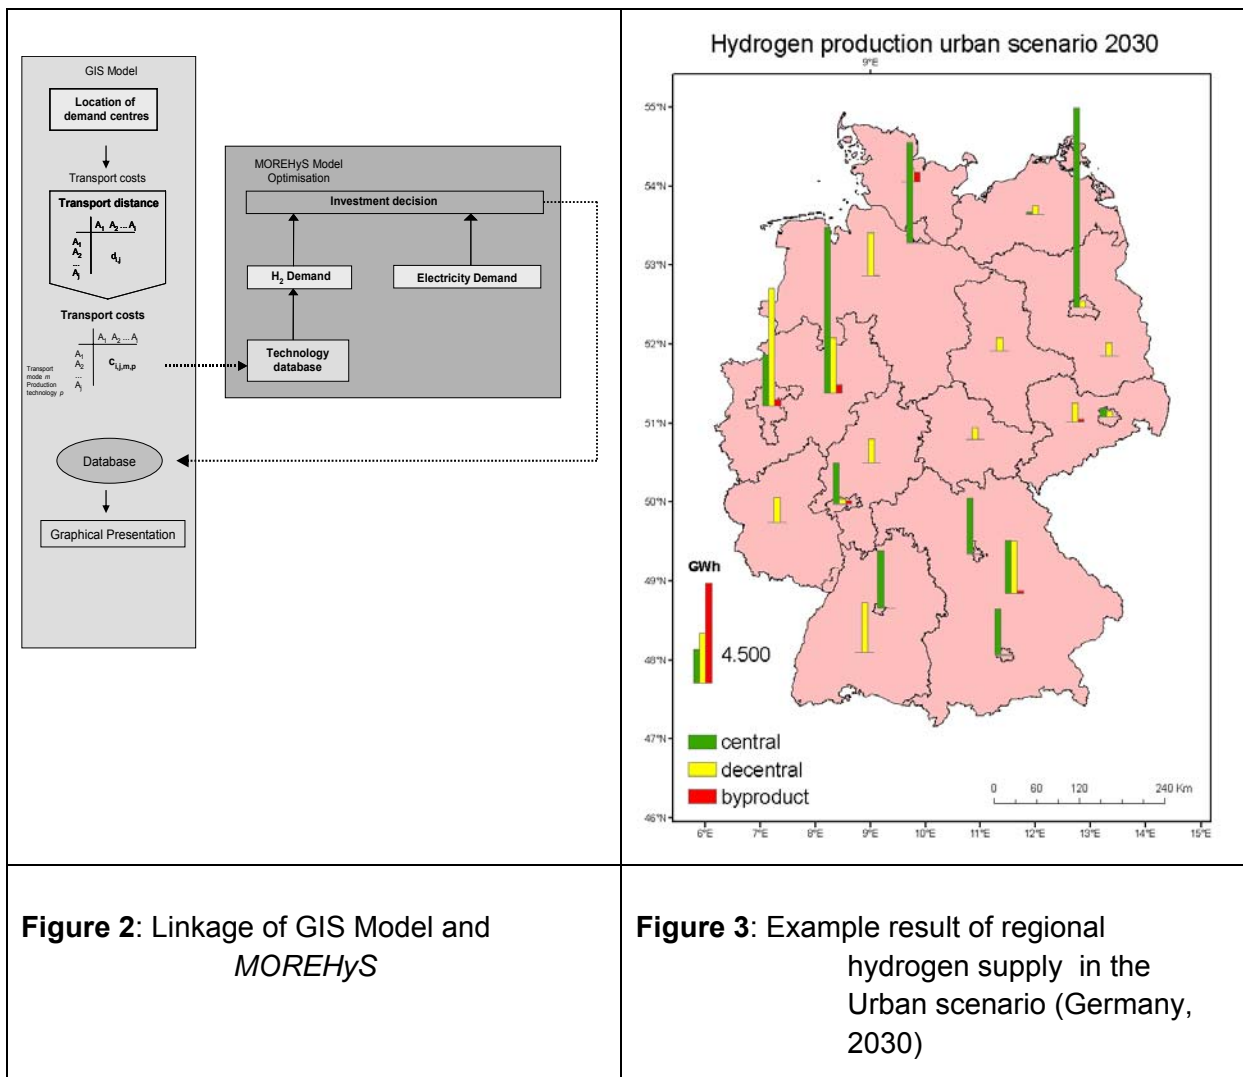 GIS Model
Location of
demand centres
Transport costs
Transport distance
A1 A2 ... Aj
A1
A2
...
Aj
di,j
Transport costs
A1 A2 ... Aj
A1
A2
...
Aj
ci,j,m,p
Transport
mode m
Production
technology p
Database
Graphical Presentation
MOREHyS Model
Optimisation
Investment decision
H2 Demand
Electricity Demand
Technology
database
Figure 2: Linkage of GIS Model and
MOREHyS
Hydrogen production urban scenario 2030
9°E
55°N
54°N
53°N
52°N
51°N
50°N
49°N
48°N
47°N
46°N
GWh
4.500
central
decentral
byproduct
0 60 120 240 Km
6°E 7°E 8°E 9°E 10°E 11°E 12°E 13°E 14°E 15°E
Figure 3: Example result of regional
hydrogen supply in the
Urban scenario (Germany,
2030)